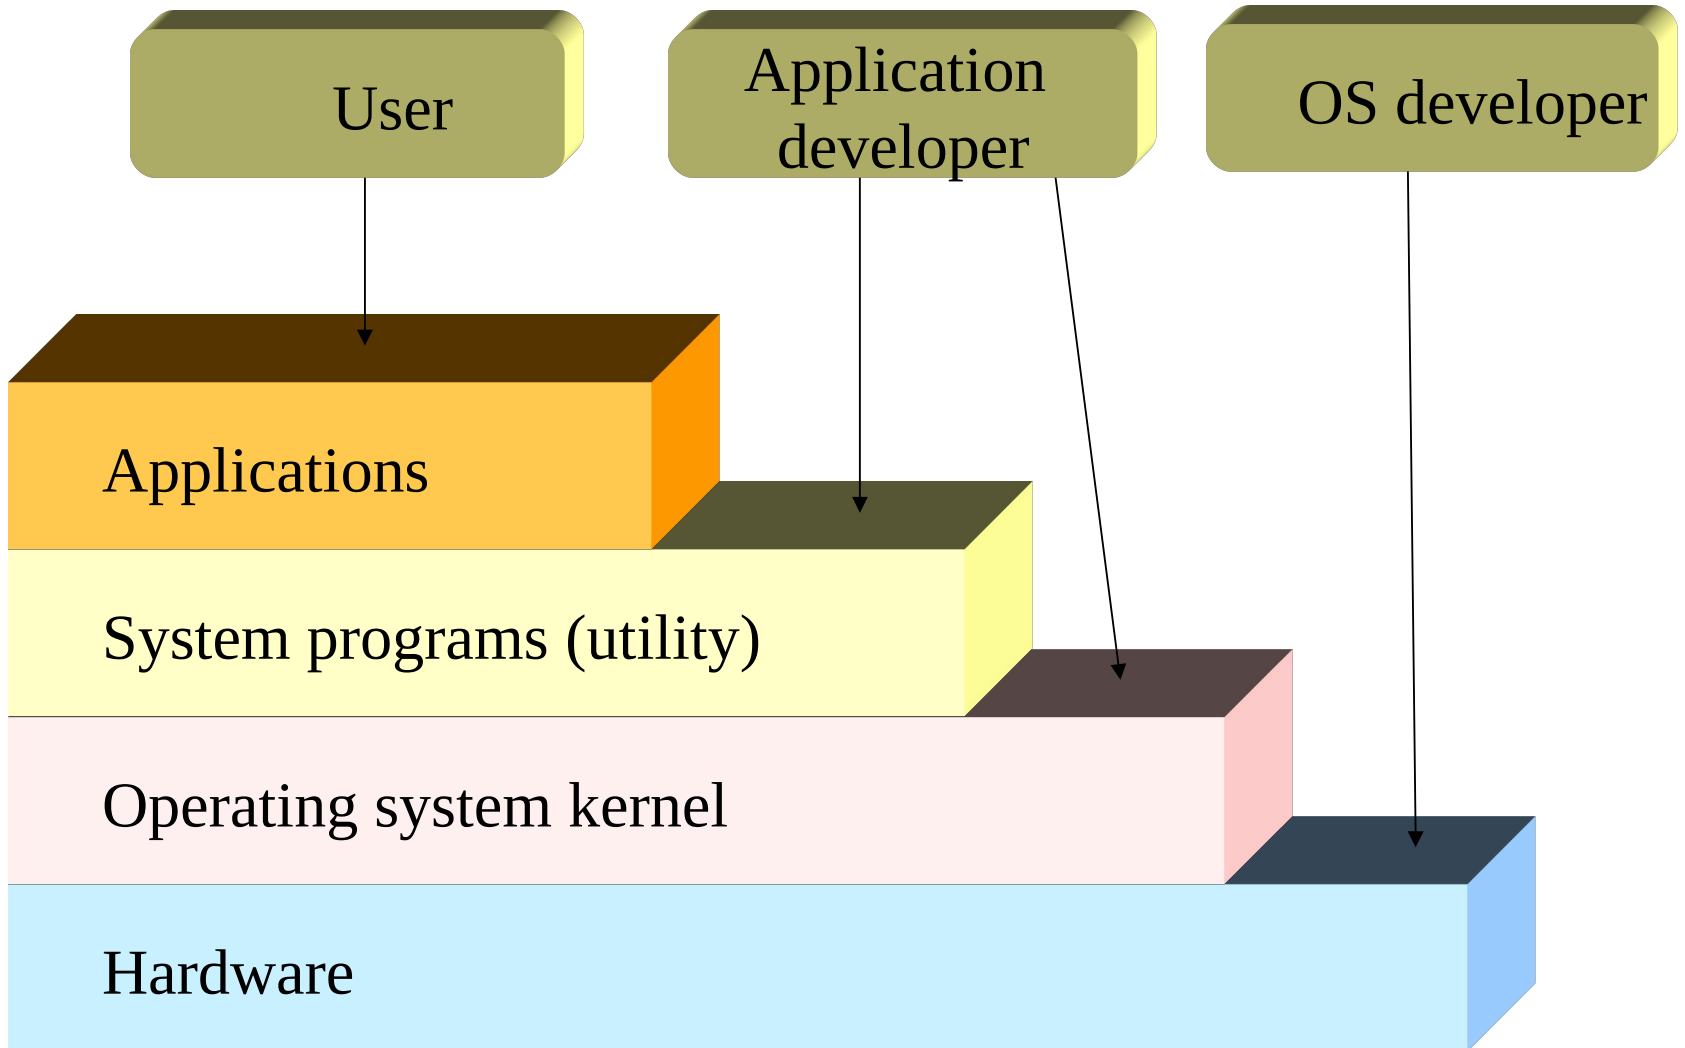 User
Application
developer
OS developer
Applications
System programs (utility)
Operating system kernel
Hardware